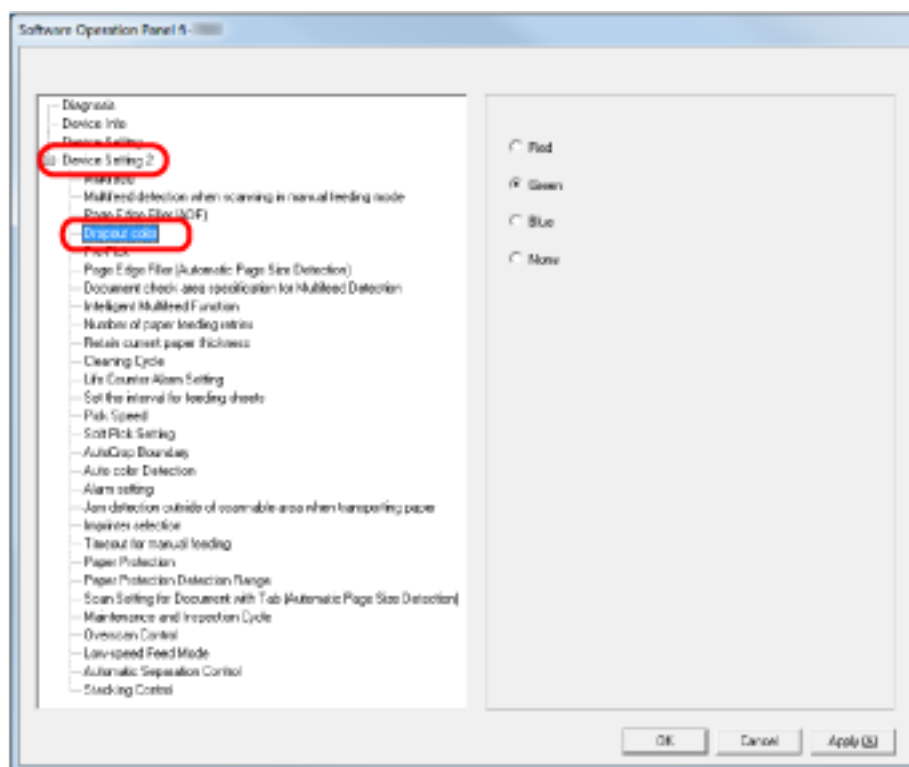 Software Operation Panel fi-
Diagnosis
Device Info
Device Setting
Device Setting 2
Multifeed
Multifeed detection when scanning in manual feeding mode
Page Edge Filler (ADF)
Dropout color
Pre-Pick
Page Edge Filler (Automatic Page Size Detection)
Document check area specification for Multifeed Detection
Intelligent Multifeed Function
Number of paper feeding retries
Retain current paper thickness
Cleaning Cycle
Life Counter Alarm Setting
Set the interval for feeding sheets
Pick Speed
Soft Pick Setting
AutoCrop Boundary
Auto color Detection
Alarm setting
Jam detection outside of scannable area when transporting paper
Imprinter selection
Timeout for manual feeding
Paper Protection
Paper Protection Detection Range
Scan Setting for Document with Tab (Automatic Page Size Detection)
Maintenance and Inspection Cycle
Overscan Control
Low-speed Feed Mode
Automatic Separation Control
Stacking Control
Red
Green
Blue
None
OK
Cancel
Apply (A)